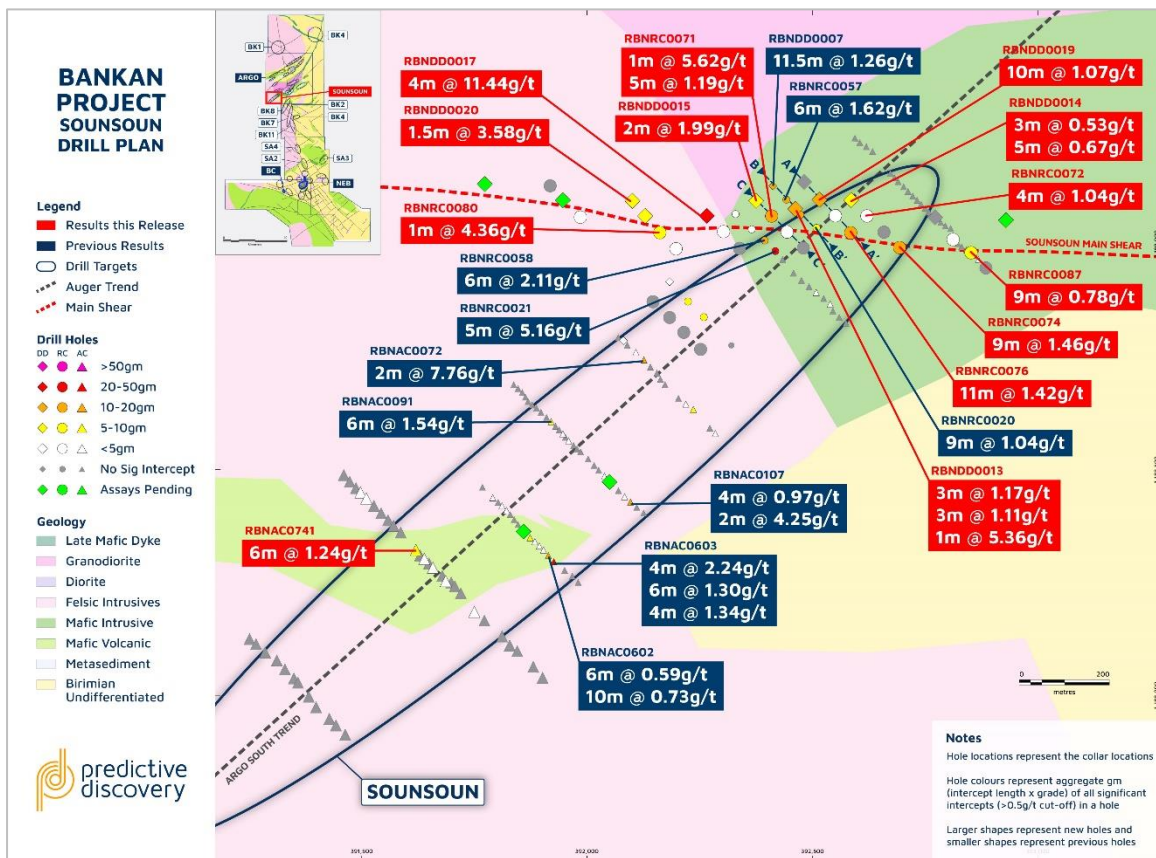 BANKAN
PROJECT
SOUNSOUN
DRILL PLAN
Legend
Results this Release
Previous Results
Drill Targets
Auger Trend
Main Shear
Drill Holes
DD RC AC
>50gm
20-50gm
10-20gm
5-10gm
<5gm
No Sig Intercept
Assays Pending
Geology
Late Mafic Dyke
Granodiorite
Diorite
Felsic Intrusives
Mafic Intrusive
Mafic Volcanic
Metasediment
Birimian
Undifferentiated
predictive
discovery
BK1
BK4
ARGO
SOUNSOUN
BK8
BK2
BK7
BK4
BK11
SA4
SA2
SA3
BC
NEB
RBNDD0017
4m @ 11.44g/t
RBNDD0020
1.5m @ 3.58g/t
RBNRC0080
1m @ 4.36g/t
RBNRC0058
6m @ 2.11g/t
RBNRC0021
5m @ 5.16g/t
RBNAC0072
2m @ 7.76g/t
RBNAC0091
6m @ 1.54g/t
RBNAC0741
6m @ 1.24g/t
RBNRC0071
1m @ 5.62g/t
5m @ 1.19g/t
RBNDD0015
2m @ 1.99g/t
RBNDD0007
11.5m @ 1.26g/t
RBNRC0057
6m @ 1.62g/t
RBNDD0019
10m @ 1.07g/t
RBNDD0014
3m @ 0.53g/t
5m @ 0.67g/t
RBNRC0072
4m @ 1.04g/t
B
A
C
A'
B'
C'
SOUNSOUN MAIN SHEAR
RBNRC0087
9m @ 0.78g/t
RBNRC0074
9m @ 1.46g/t
RBNRC0076
11m @ 1.42g/t
RBNRC0020
9m @ 1.04g/t
RBNDD0013
3m @ 1.17g/t
3m @ 1.11g/t
1m @ 5.36g/t
RBNAC0107
4m @ 0.97g/t
2m @ 4.25g/t
RBNAC0603
4m @ 2.24g/t
6m @ 1.30g/t
4m @ 1.34g/t
RBNAC0602
6m @ 0.59g/t
10m @ 0.73g/t
ARGO SOUTH TREND
SOUNSOUN
0 200
metres
Notes
Hole locations represent the collar locations
Hole colours represent aggregate gm
(intercept length x grade) of all significant
intercepts (>0.5g/t cut-off) in a hole
Larger shapes represent new holes and
smaller shapes represent previous holes
391,500
392,000
392,500